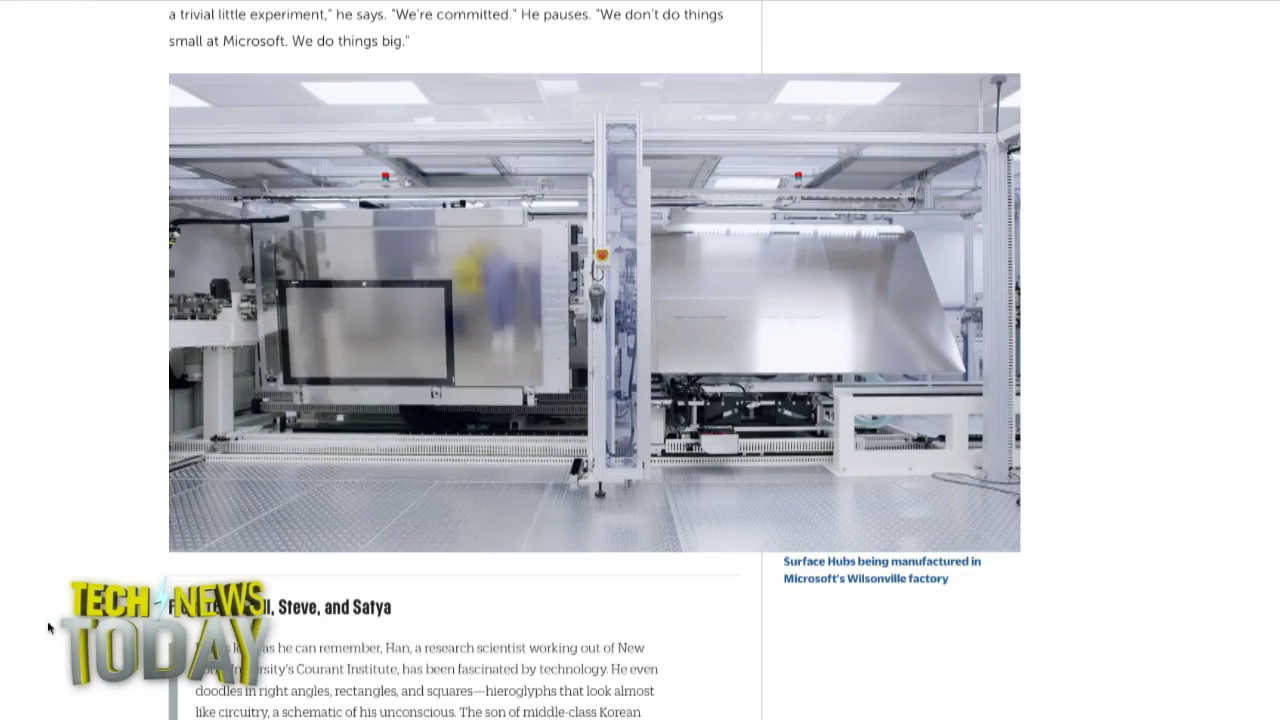 a trivial little experiment," he says. "We're committed." He pauses. "We don't do things
small at Microsoft. We do things big."
TWiT
Surface Hubs being manufactured in
Microsoft's Wilsonville factory
Steve, and Satya
TECH NEWS
TODAY
as he can remember, Han, a research scientist working out of New
Courant Institute, has been fascinated by technology. He even
doodles in right angles, rectangles, and squares—hieroglyphs that look almost
like circuitry, a schematic of his unconscious. The son of middle-class Korean